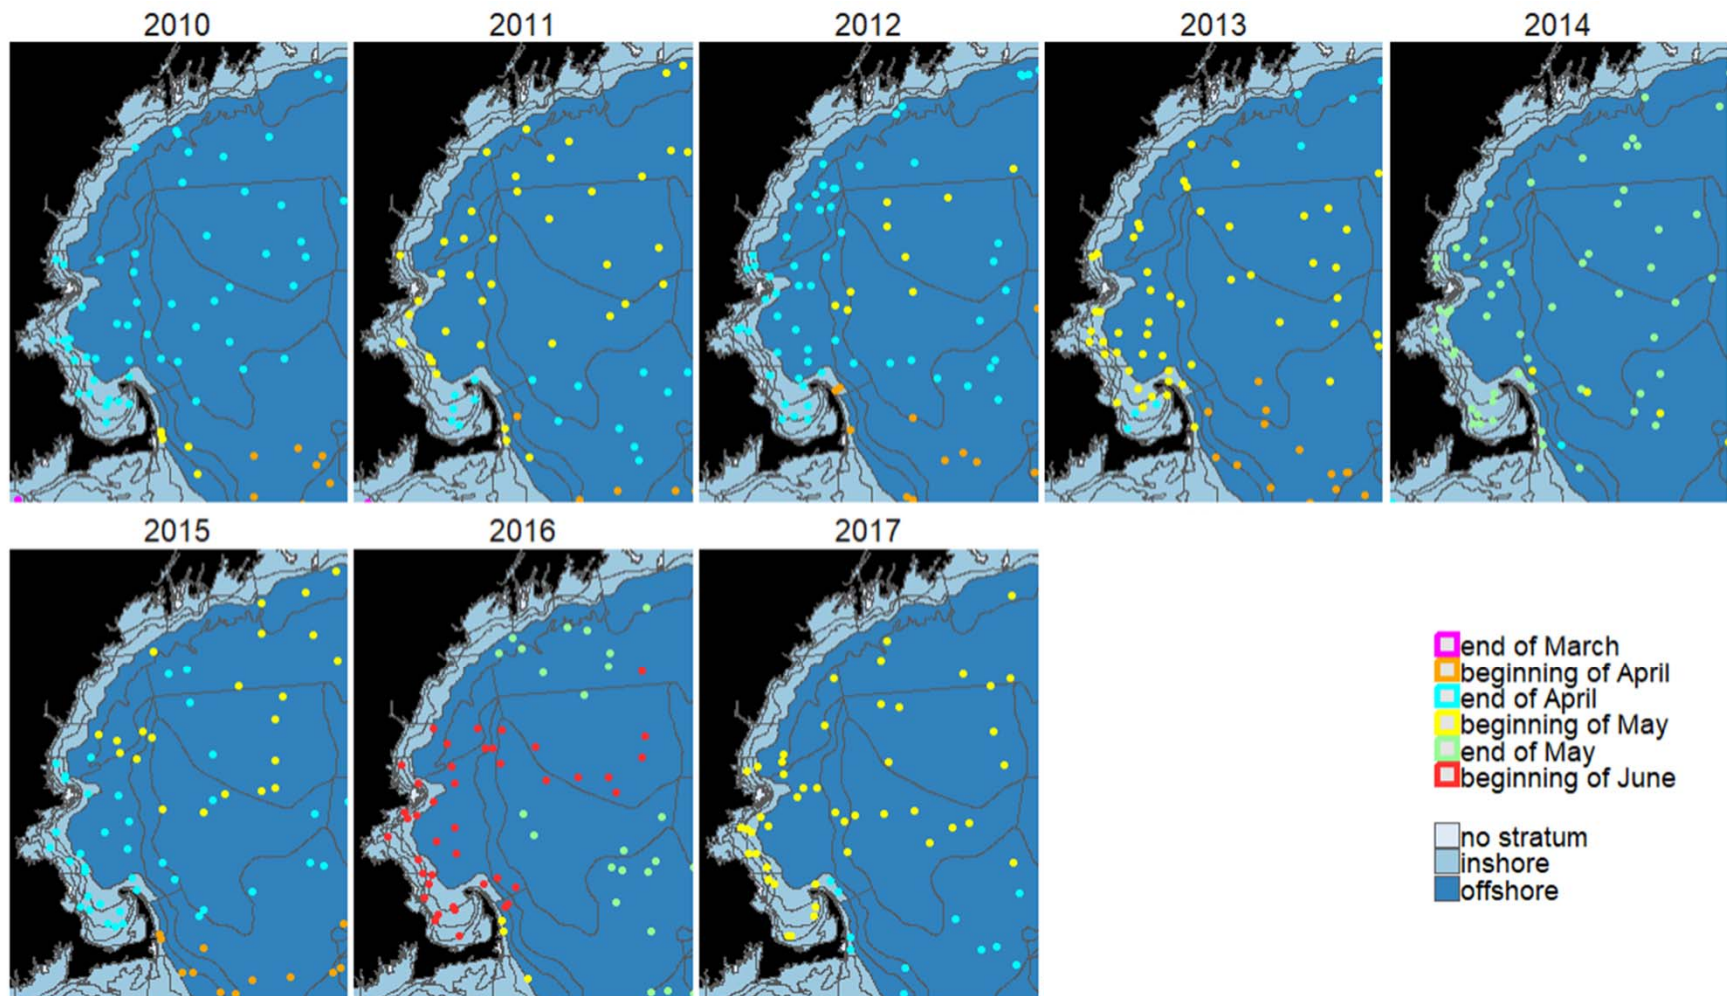 2010
2011
2012
2013
2014
2015
2016
2017
end of March
beginning of April
end of April
beginning of May
end of May
beginning of June
no stratum
inshore
offshore